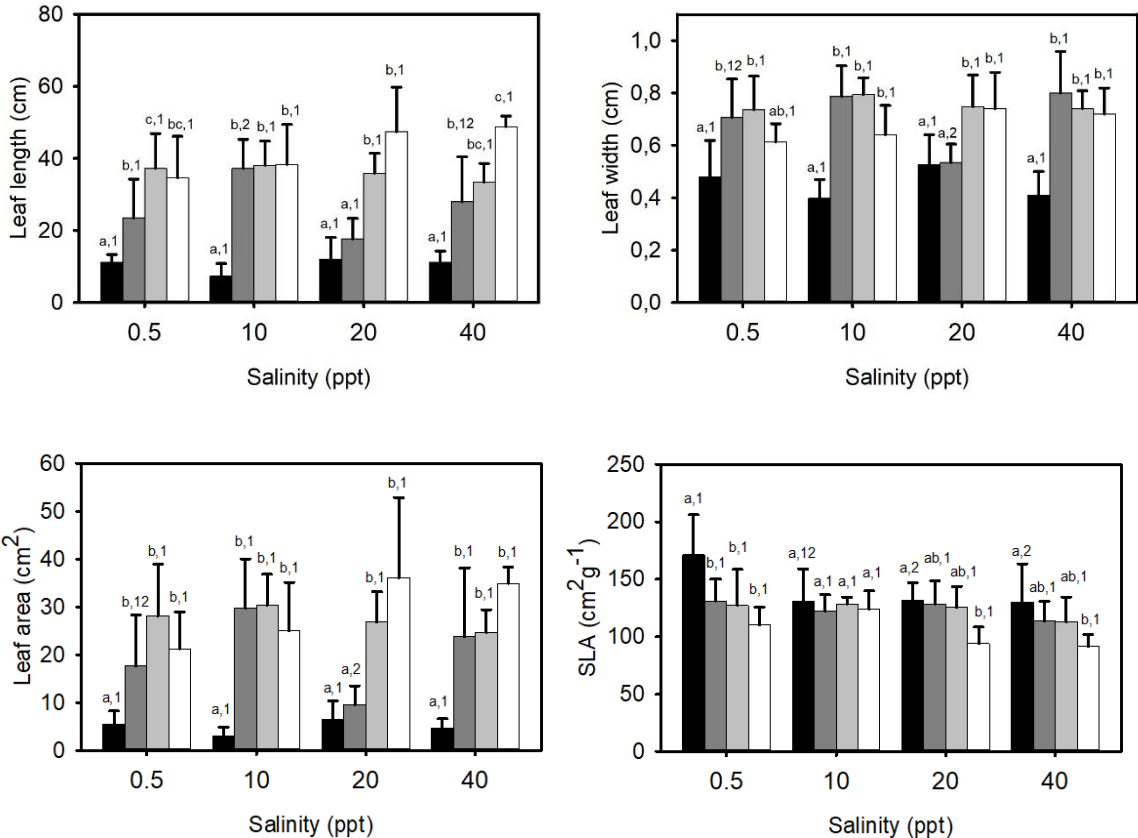 80
60
40
20
0
Leaf length (cm)
a,1 b,1 c,1 bc,1
a,1 b,2 b,1 b,1
a,1 a,1 b,1 b,1
a,1 b,12 bc,1 c,1
0.5 10 20 40
Salinity (ppt)
1,0
0,8
0,6
0,4
0,2
0,0
Leaf width (cm)
a,1 b,12 b,1 ab,1
a,1 b,1 b,1 b,1
a,1 a,2 b,1 b,1
a,1 b,1 b,1 b,1
0.5 10 20 40
Salinity (ppt)
60
50
40
30
20
10
0
Leaf area (cm²)
a,1 b,12 b,1 b,1
a,1 b,1 b,1 b,1
a,1 a,2 b,1 b,1
a,1 b,1 b,1 b,1
0.5 10 20 40
Salinity (ppt)
250
200
150
100
50
0
SLA (cm²g⁻¹)
a,1 b,1 b,1 b,1
a,12 a,1 a,1 a,1
a,2 ab,1 ab,1 b,1
a,2 ab,1 ab,1 b,1
0.5 10 20 40
Salinity (ppt)